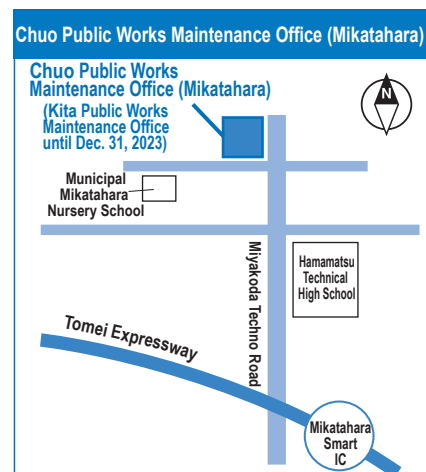 Chuo Public Works Maintenance Office (Mikatahara)
Chuo Public Works
Maintenance Office (Mikatahara)
(Kita Public Works
Maintenance Office
until Dec. 31, 2023)
N
Municipal
Mikatahara
Nursery School
Hamamatsu
Technical
High School
Miyakoda Techno Road
Tomei Expressway
Mikatahara
Smart
IC